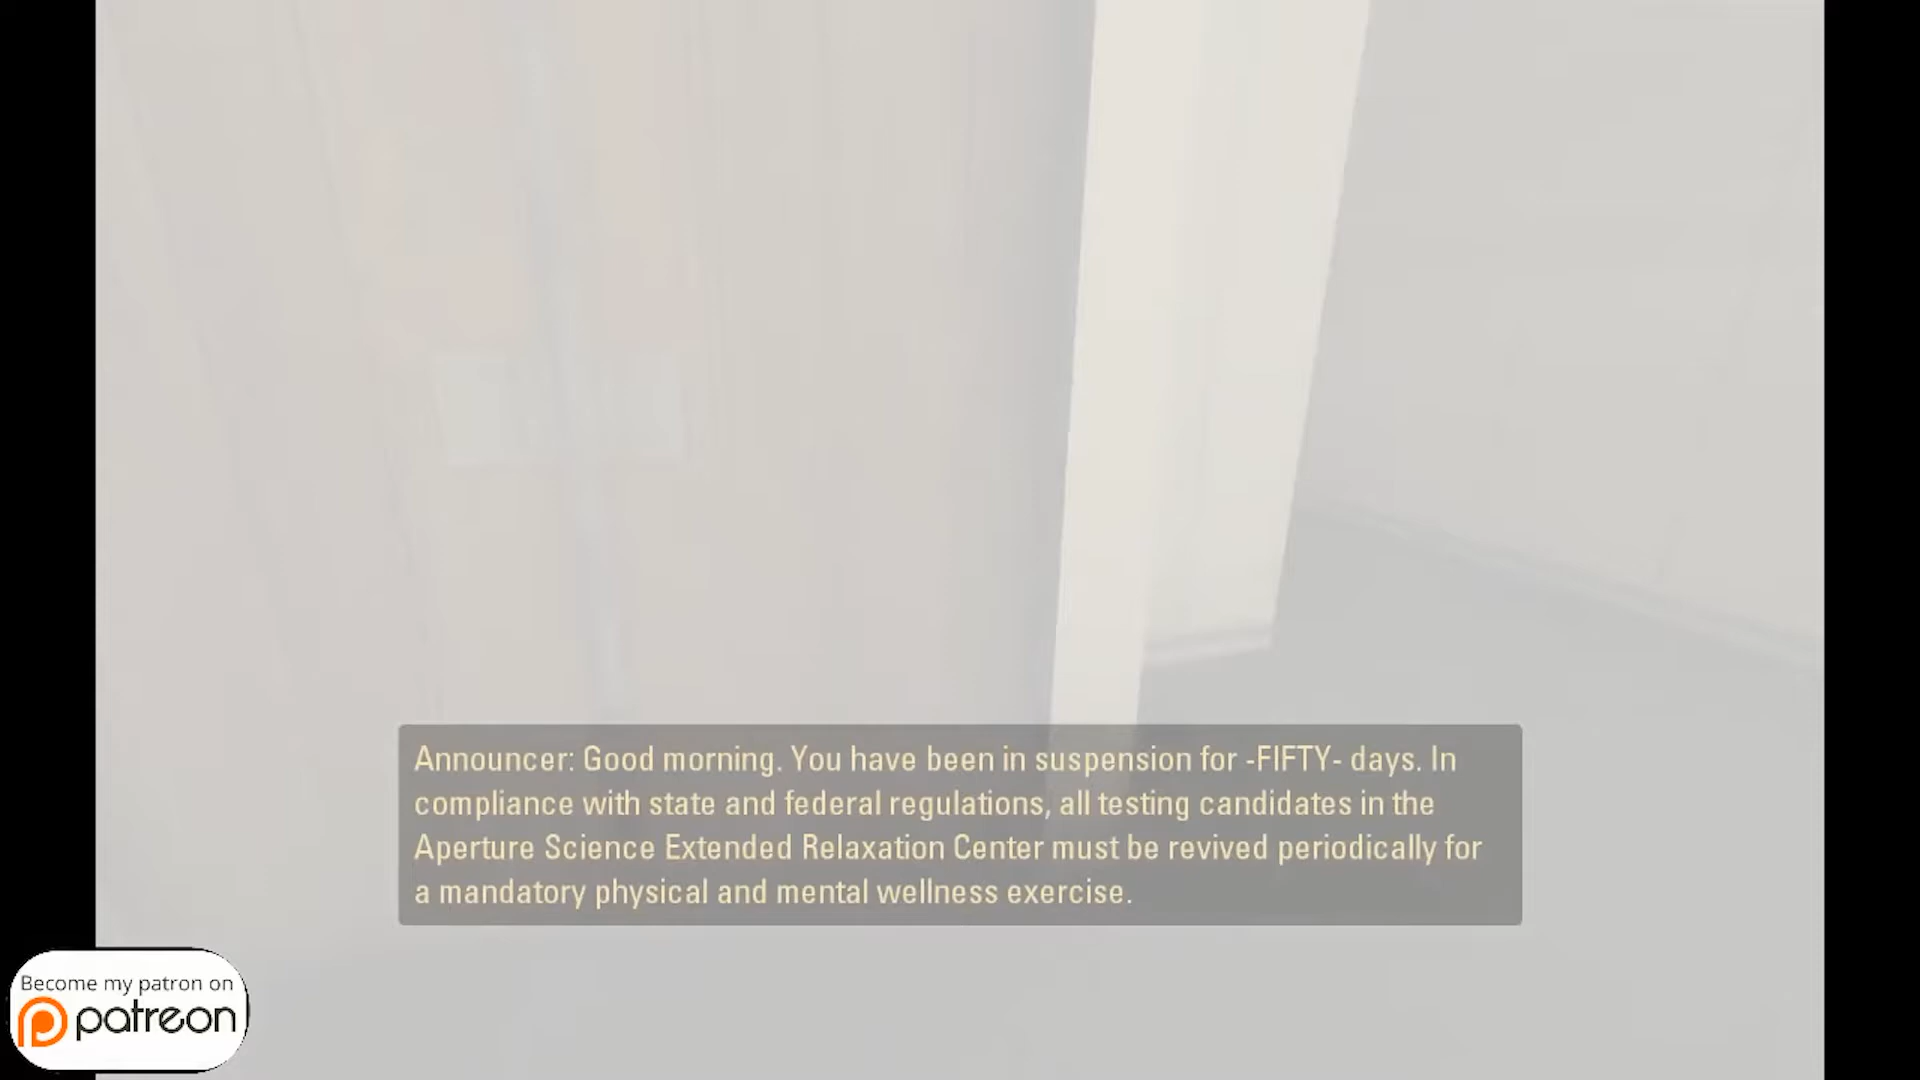 Announcer: Good morning. You have been in suspension for -FIFTY- days. In
compliance with state and federal regulations, all testing candidates in the
Aperture Science Extended Relaxation Center must be revived periodically for
a mandatory physical and mental wellness exercise.
Become my patron on
patreon